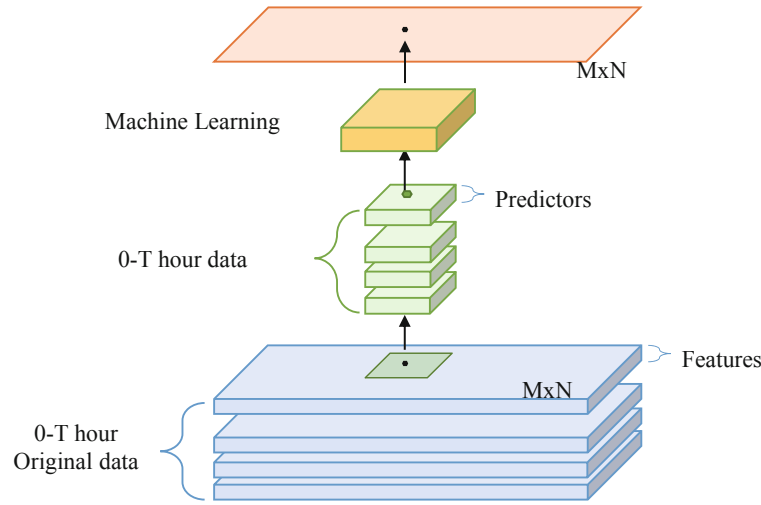 MxN
Machine Learning
Predictors
0-T hour data
Features
MxN
0-T hour
Original data